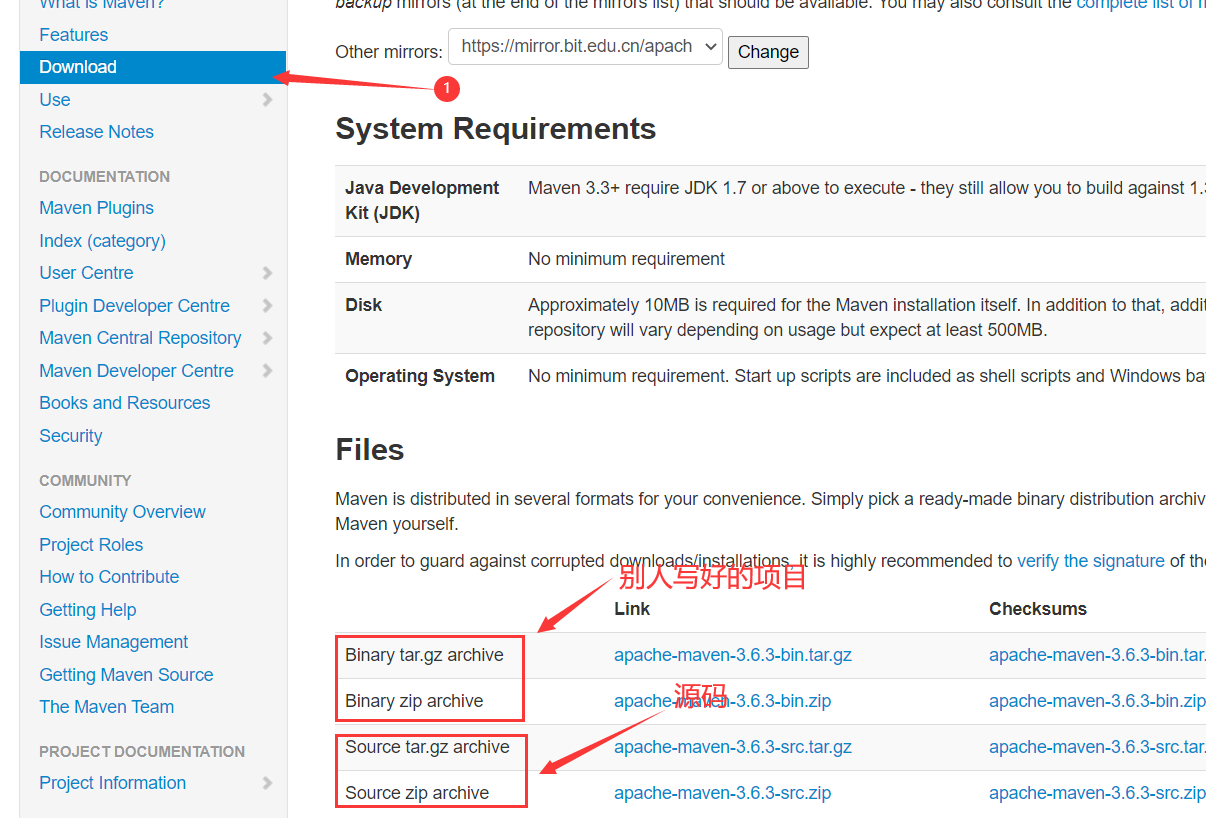 What is Maven?
Features
Download
Use
Release Notes
DOCUMENTATION
Maven Plugins
Index (category)
User Centre
Plugin Developer Centre
Maven Central Repository
Maven Developer Centre
Books and Resources
Security
COMMUNITY
Community Overview
Project Roles
How to Contribute
Getting Help
Issue Management
Getting Maven Source
The Maven Team
PROJECT DOCUMENTATION
Project Information
1
backup mirrors (at the end of the mirrors list) that should be available. You may also consult the complete list of
Other mirrors: https://mirror.bit.edu.cn/apach Change
System Requirements
Java Development Kit (JDK) Maven 3.3+ require JDK 1.7 or above to execute - they still allow you to build against 1.3
Memory No minimum requirement
Disk Approximately 10MB is required for the Maven installation itself. In addition to that, addi
repository will vary depending on usage but expect at least 500MB.
Operating System No minimum requirement. Start up scripts are included as shell scripts and Windows ba
Files
Maven is distributed in several formats for your convenience. Simply pick a ready-made binary distribution archiv
Maven yourself.
In order to guard against corrupted downloads/installations, it is highly recommended to verify the signature of the
别人写好的项目
Link Checksums
Binary tar.gz archive apache-maven-3.6.3-bin.tar.gz apache-maven-3.6.3-bin.tar.
Binary zip archive apache-maven-3.6.3-bin.zip apache-maven-3.6.3-bin.zip
源码
Source tar.gz archive apache-maven-3.6.3-src.tar.gz apache-maven-3.6.3-src.tar.
Source zip archive apache-maven-3.6.3-src.zip apache-maven-3.6.3-src.zip